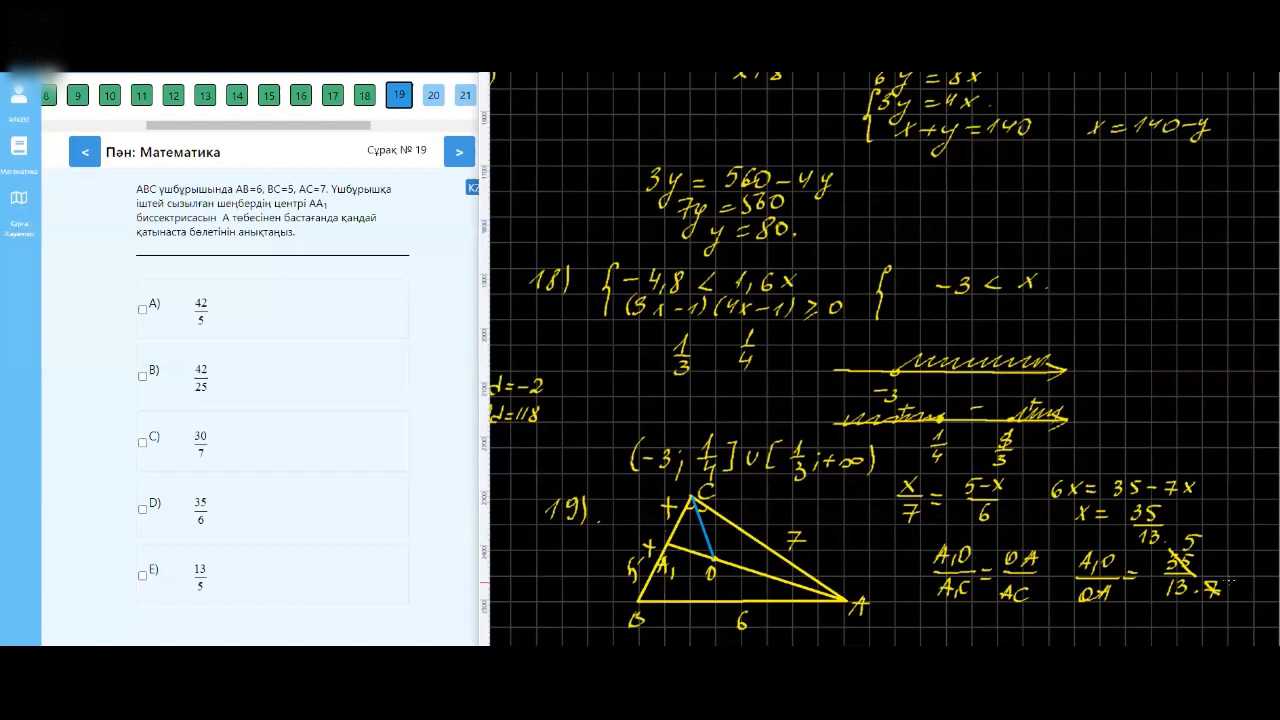 8 9 10 11 12 13 14 15 16 17 18 19 20 21
< Пән: Математика Сұрақ № 19 >
Математика
KZ
ABC үшбұрышында AB=6, BC=5, AC=7. Үшбұрышқа
іштей сызылған шеңбердің центрі AA₁
биссектрисасын A төбесінен бастағанда қандай
қатынаста бөлетінін анықтаңыз.
A) 42/5
B) 42/25
C) 30/7
D) 35/6
E) 13/5
6y = 8x
3y = 4x.
x+y=140 x=140-y
3y = 560-4y
7y = 560
y = 80.
18) { -4,8 < 1,6x { -3 < x.
(3x-1)(4x-1) ≥ 0
1/3 1/4
-3
d=-2
d=118
+ - +
1/4 1/3
(-3; 1/4] ∪ [1/3; +∞)
x/7 = 5-x/6 6x = 35-7x
x = 35/13.
19).
C
7
A₁ O
B 6 A
A₁O/A₁C = OA/AC A₁O/OA = 35/13·7 5